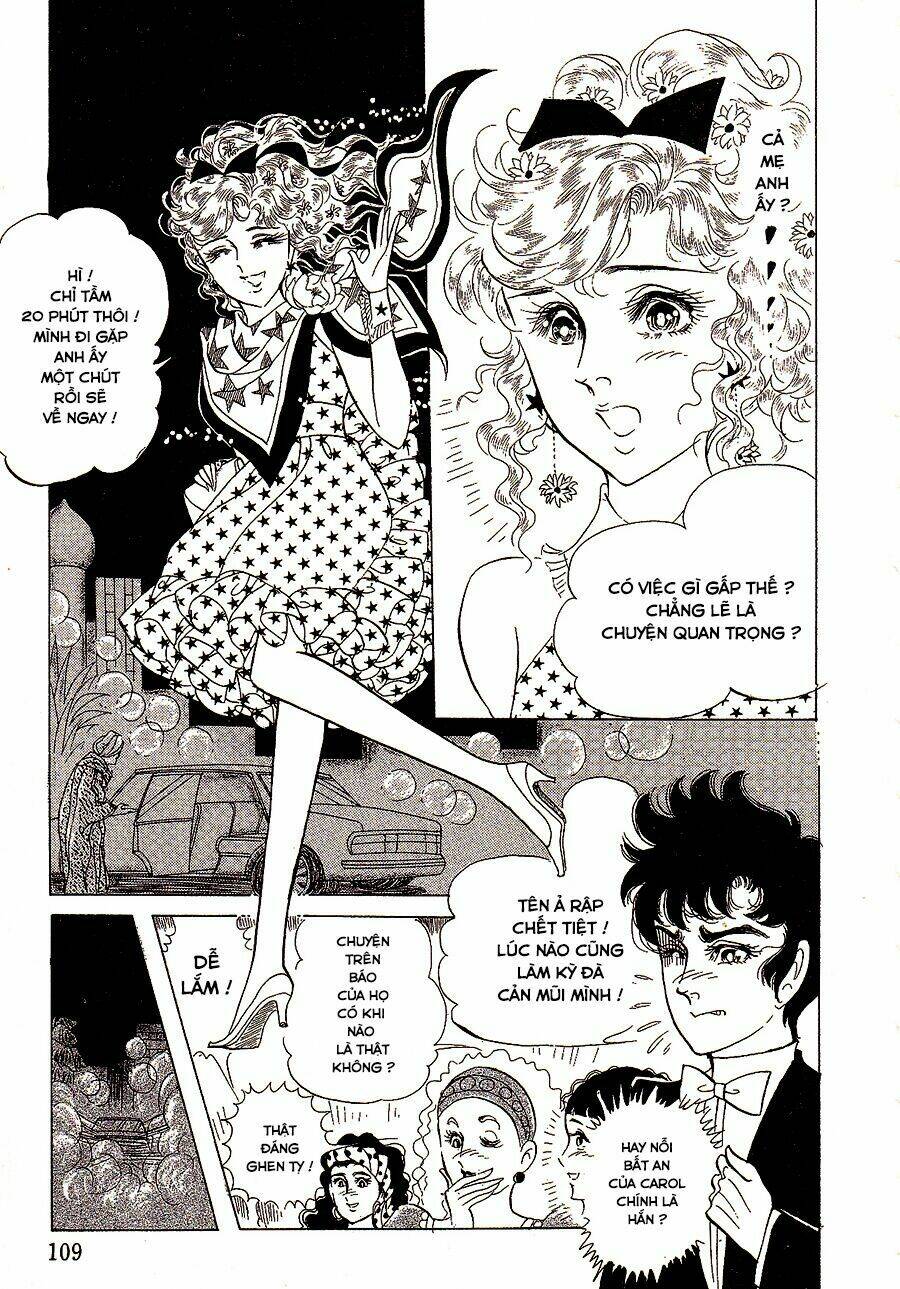 CẢ
MẸ
ANH
ẤY ?
CÓ VIỆC GÌ GẤP THẾ ?
CHẲNG LẼ LÀ
CHUYỆN QUAN TRỌNG ?
HÌ !
CHỈ TẦM
20 PHÚT THÔI !
MÌNH ĐI GẶP
ANH ẤY
MỘT CHÚT
RỒI SẼ
VỀ NGAY !
TÊN Ả RẬP
CHẾT TIỆT !
LÚC NÀO CŨNG
LÀM KỲ ĐÀ
CẢN MŨI MÌNH !
HAY NỖI
BẤT AN
CỦA CAROL
CHÍNH LÀ
HẮN ?
CHUYỆN
TRÊN
BÁO
CỦA HỌ
CÓ KHI
NÀO
LÀ THẬT
KHÔNG ?
DỄ
LẮM !
THẬT
ĐÁNG
GHEN TỴ !
109